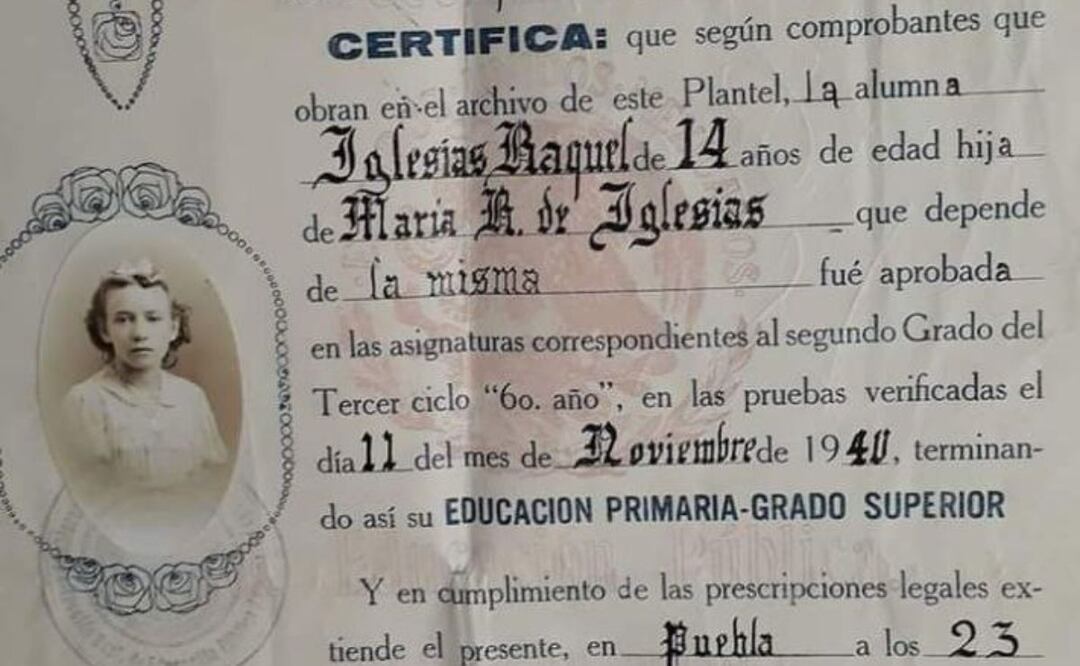 CERTIFICA: que según comprobantes que
obran en el archivo de este Plantel, la alumna
Iglesias Raquel de 14 años de edad hija
de Maria R. de Iglesias que depende
de la misma fué aprobada
en las asignaturas correspondientes al segundo Grado del
Tercer ciclo “6o. año”, en las pruebas verificadas el
día 11 del mes de Noviembre de 1940, terminan-
do así su EDUCACION PRIMARIA-GRADO SUPERIOR
Y en cumplimiento de las prescripciones legales ex-
tiende el presente, en Puebla a los 23